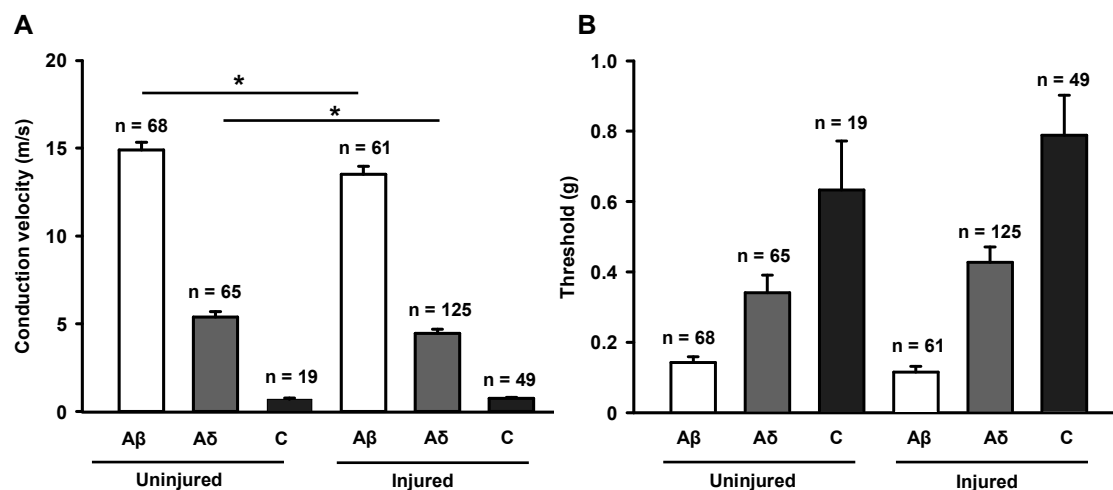 A
Conduction velocity (m/s)
20
15
10
5
0
*
*
n = 68
n = 65
n = 19
n = 61
n = 125
n = 49
Aβ Aδ C Aβ Aδ C
Uninjured Injured
B
Threshold (g)
1.0
0.8
0.6
0.4
0.2
0
n = 68
n = 65
n = 19
n = 61
n = 125
n = 49
Aβ Aδ C Aβ Aδ C
Uninjured Injured